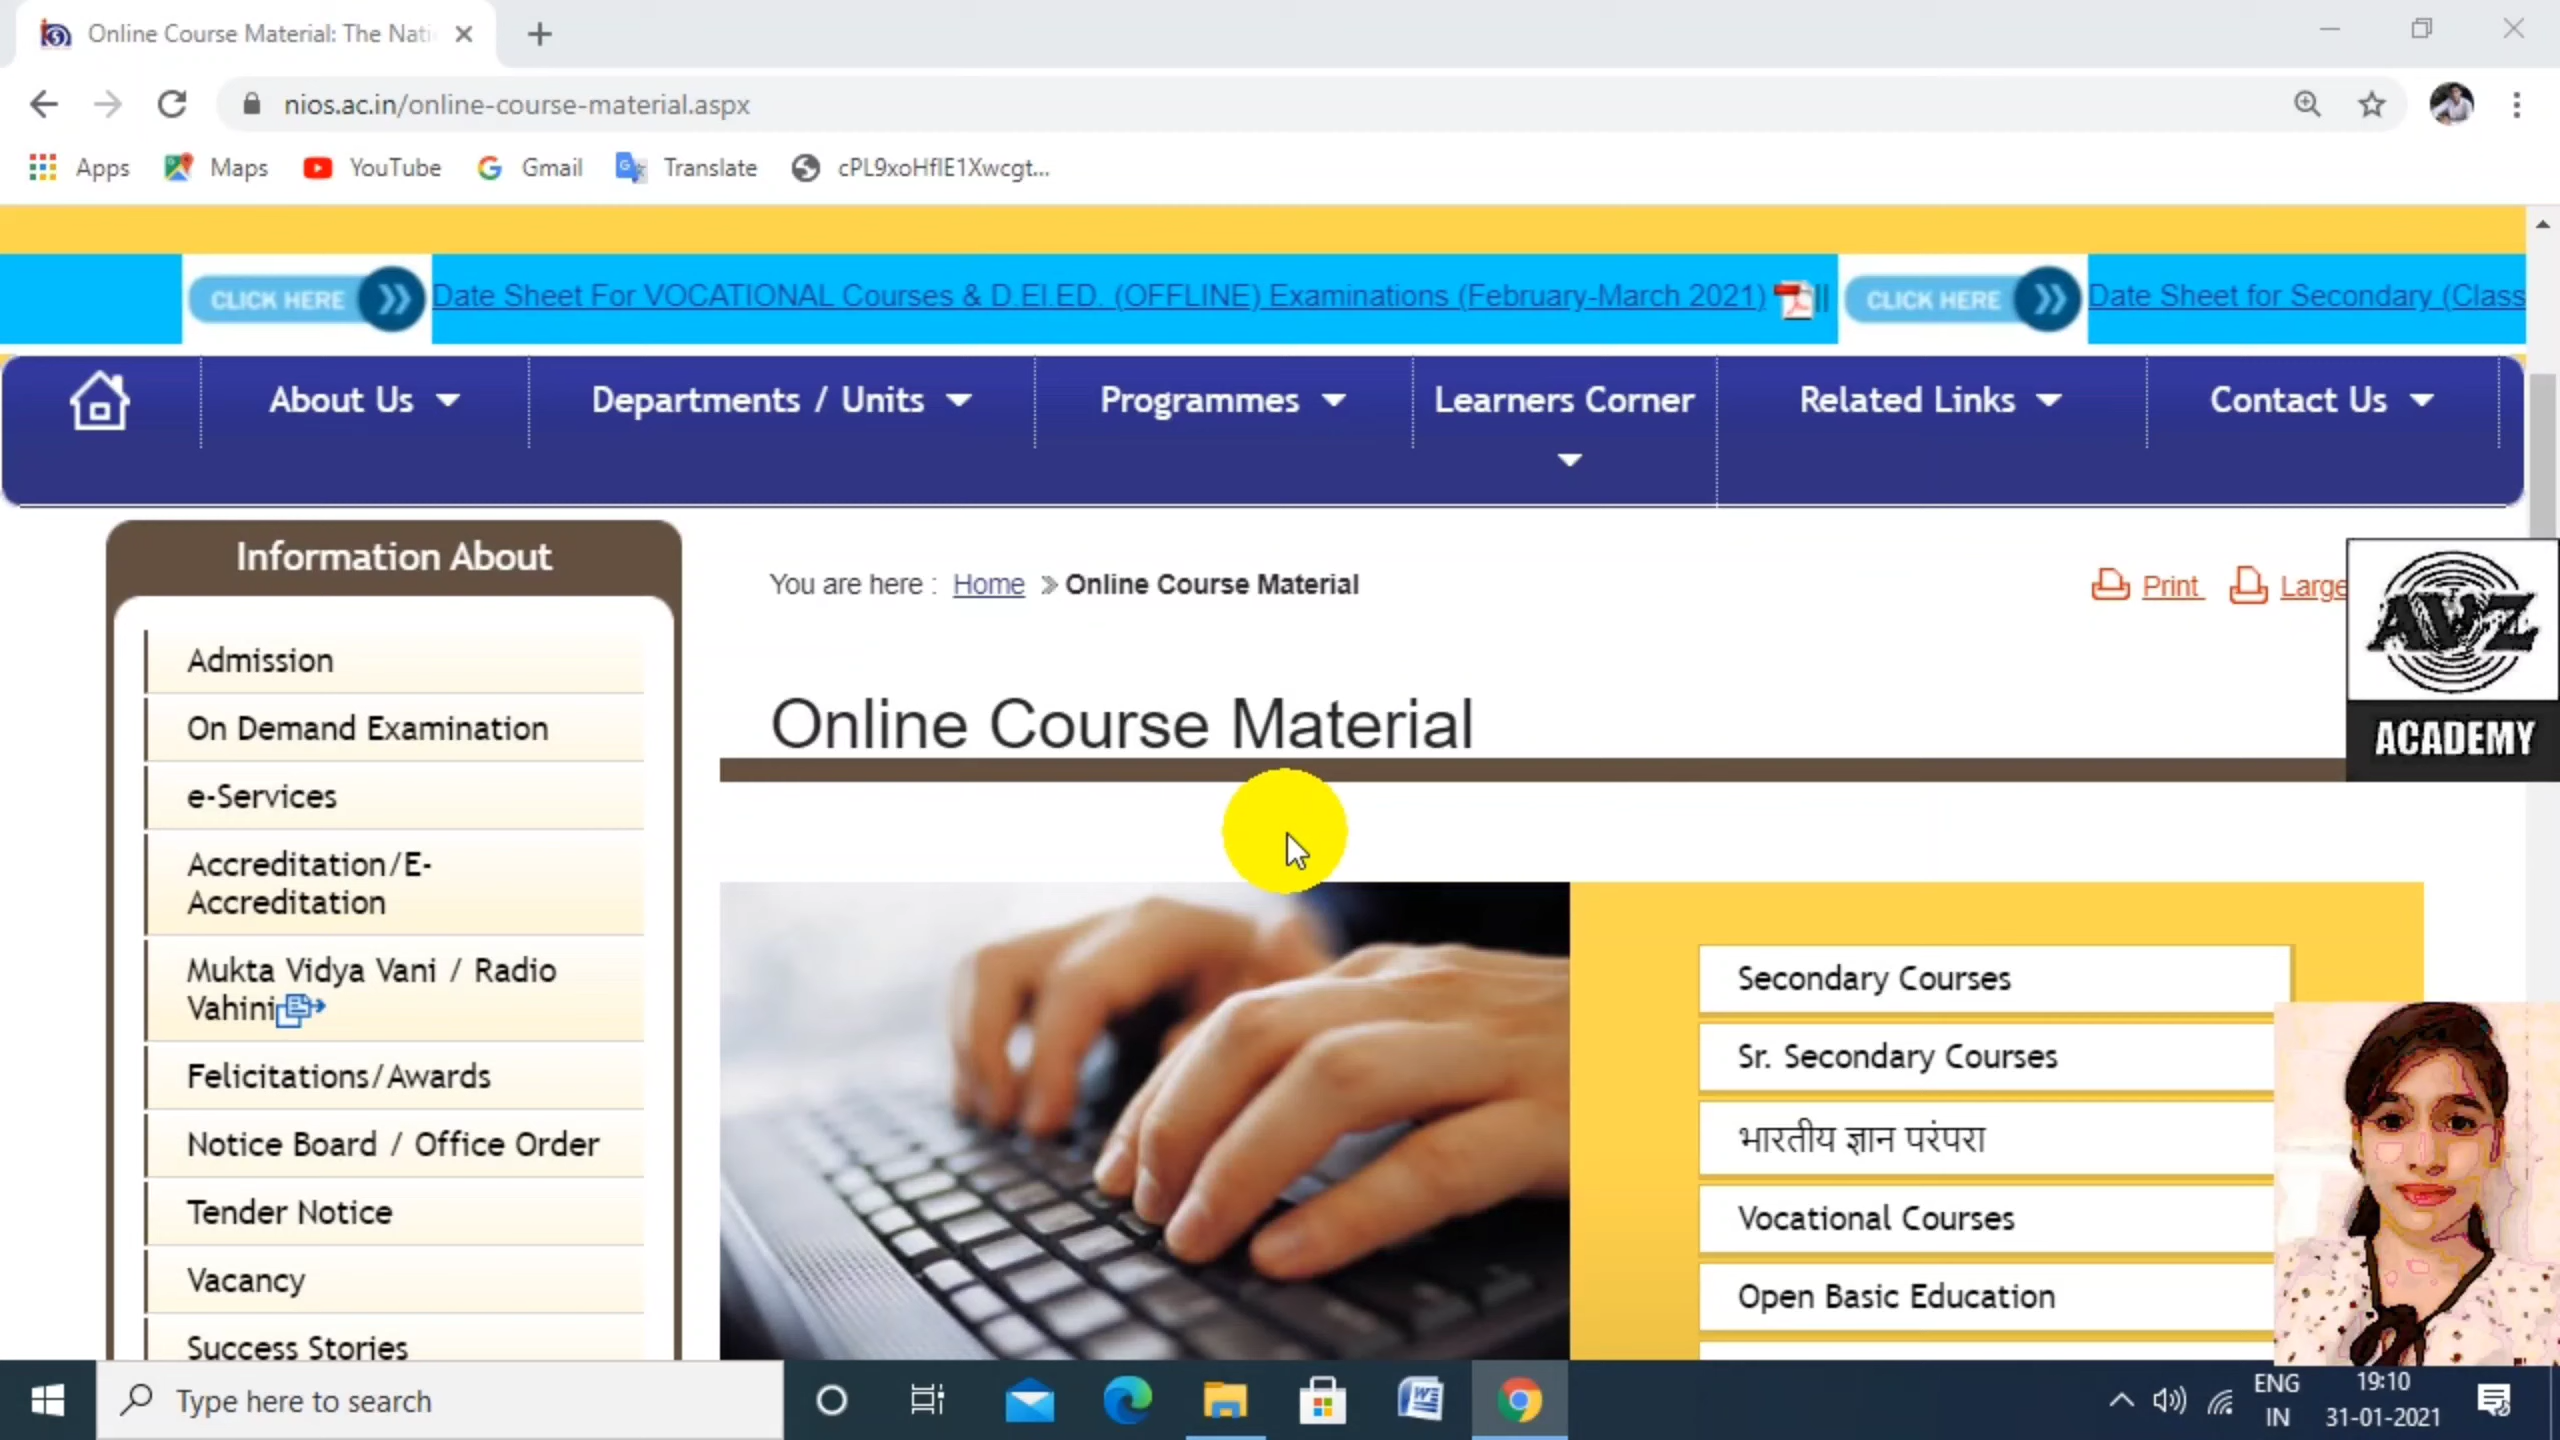 Online Course Material: The Nati
nios.ac.in/online-course-material.aspx
Apps Maps YouTube Gmail Translate cPL9xoHflE1Xwcgt...
CLICK HERE Date Sheet For VOCATIONAL Courses & D.El.ED. (OFFLINE) Examinations (February-March 2021) || CLICK HERE Date Sheet for Secondary (Class
About Us Departments / Units Programmes Learners Corner Related Links Contact Us
Information About
Admission
On Demand Examination
e-Services
Accreditation/E-
Accreditation
Mukta Vidya Vani / Radio
Vahini
Felicitations/Awards
Notice Board / Office Order
Tender Notice
Vacancy
Success Stories
You are here : Home » Online Course Material
Print Large
AVZ
ACADEMY
Online Course Material
Secondary Courses
Sr. Secondary Courses
भारतीय ज्ञान परंपरा
Vocational Courses
Open Basic Education
Type here to search
ENG
IN
19:10
31-01-2021